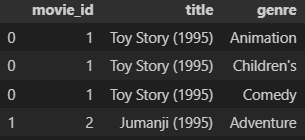 movie_id title genre
0 1 Toy Story (1995) Animation
0 1 Toy Story (1995) Children's
0 1 Toy Story (1995) Comedy
1 2 Jumanji (1995) Adventure